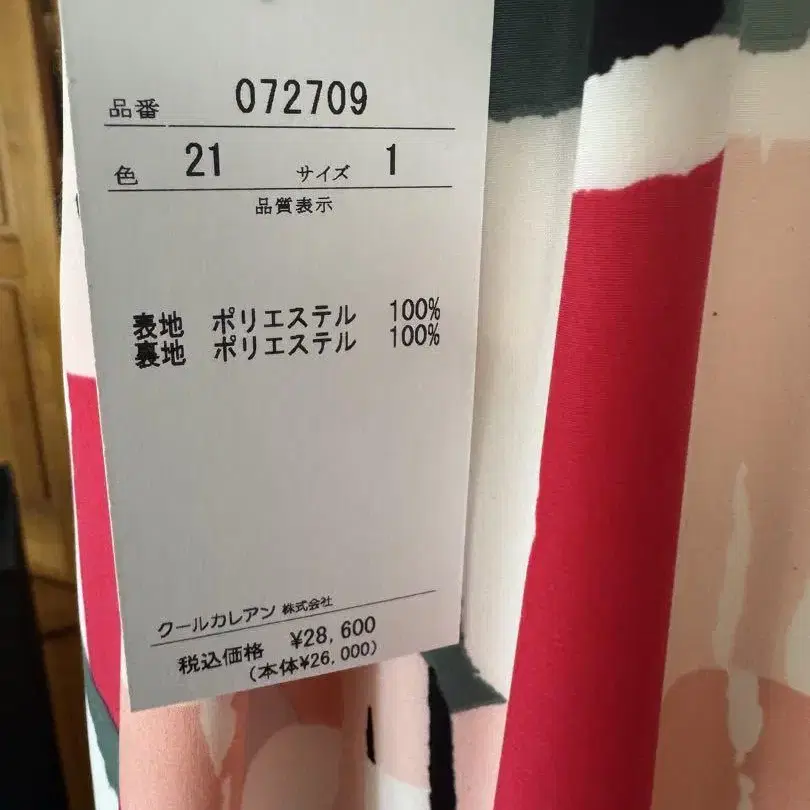 品番 072709
色 21 サイズ 1
品質表示
表地 ポリエステル 100%
裏地 ポリエステル 100%
クールカレアン 株式会社
税込価格 ¥28,600
(本体¥26,000)